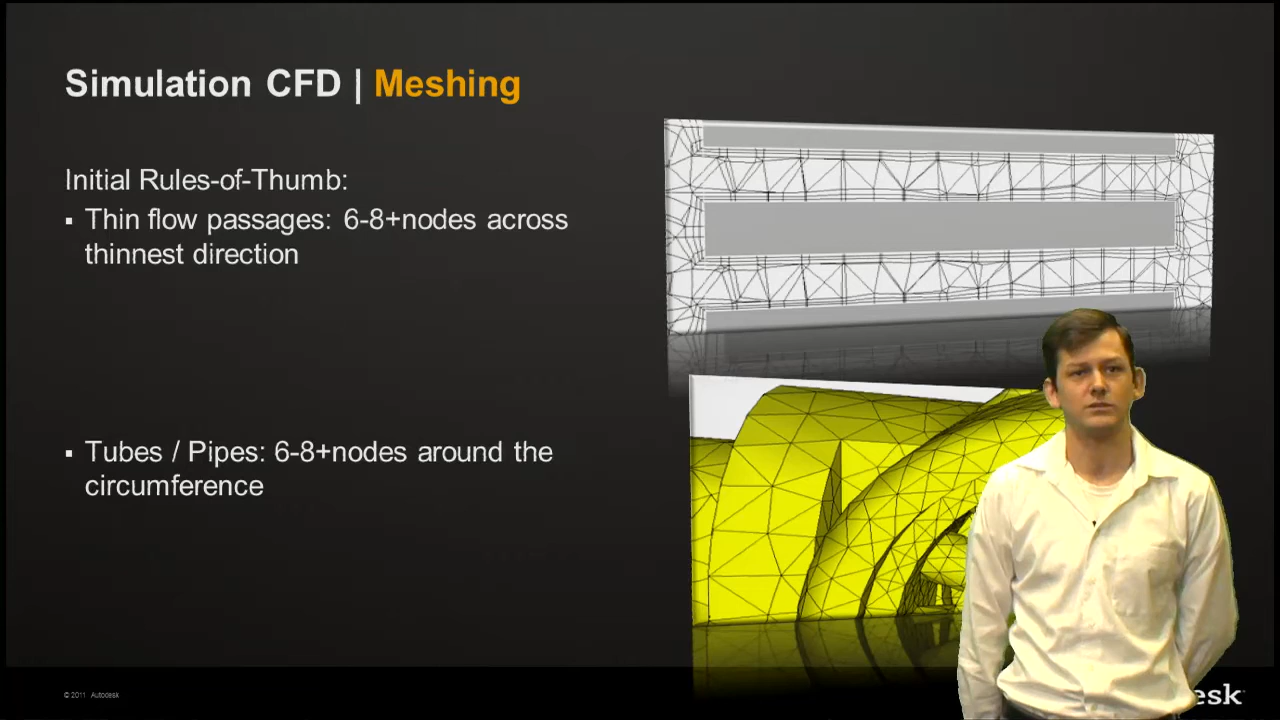 Simulation CFD | Meshing
Initial Rules-of-Thumb:
▪ Thin flow passages: 6-8+nodes across
thinnest direction
▪ Tubes / Pipes: 6-8+nodes around the
circumference
© 2011 Autodesk
esk